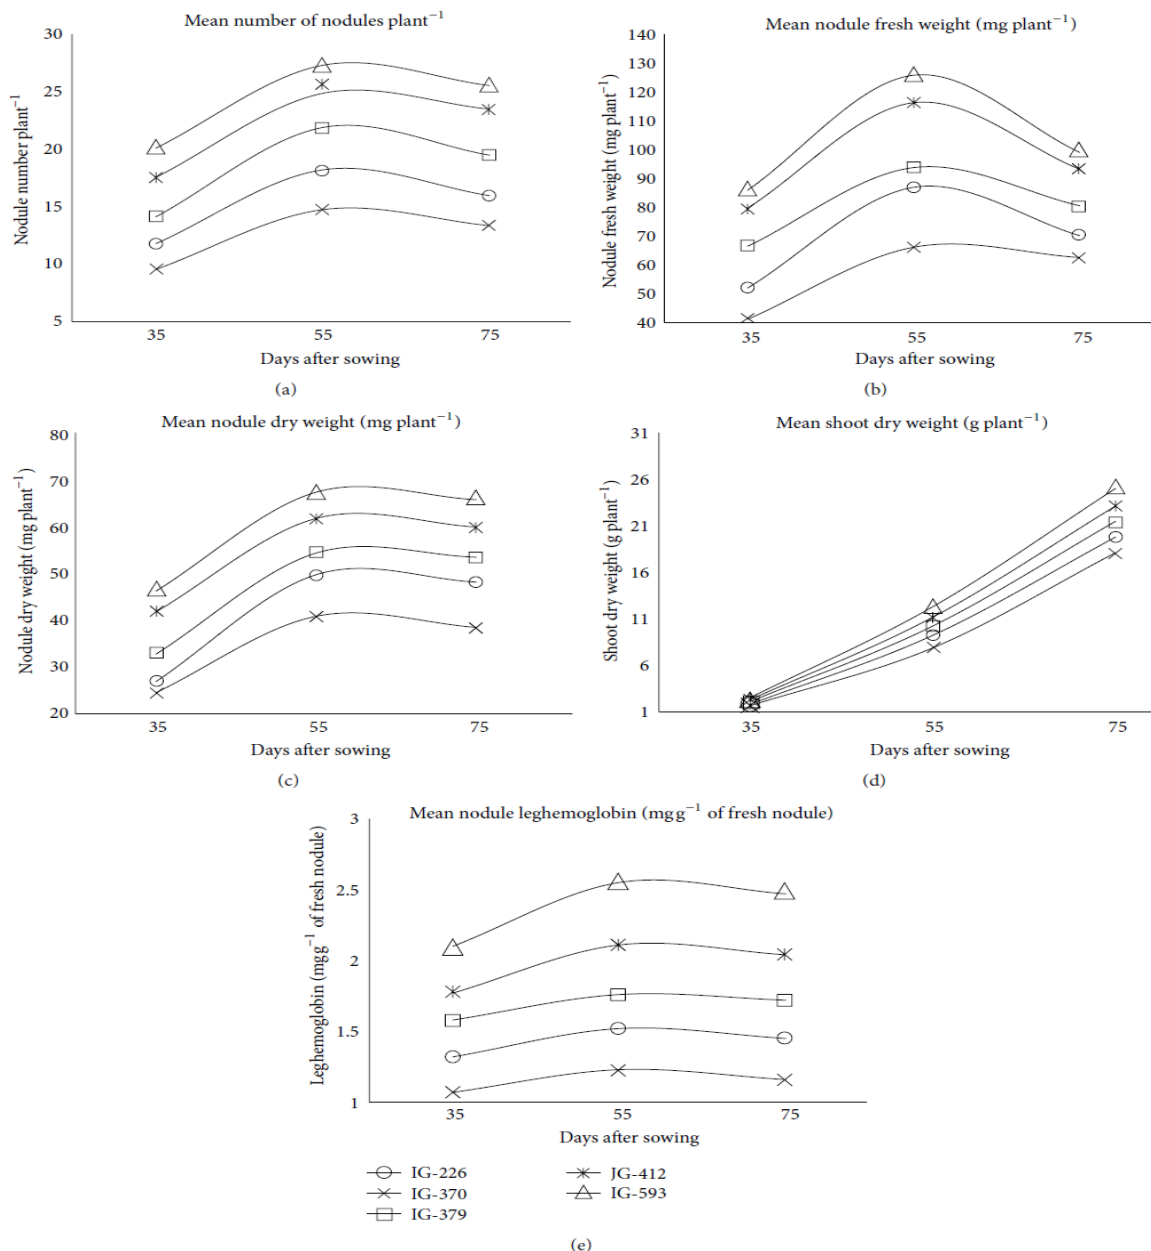 Mean number of nodules plant⁻¹
30
25
20
15
10
5
Nodule number plant⁻¹
35 55 75
Days after sowing
(a)
Mean nodule fresh weight (mg plant⁻¹)
140
130
120
110
100
90
80
70
60
50
40
Nodule fresh weight (mg plant⁻¹)
35 55 75
Days after sowing
(b)
Mean nodule dry weight (mg plant⁻¹)
80
70
60
50
40
30
20
Nodule dry weight (mg plant⁻¹)
35 55 75
Days after sowing
(c)
Mean shoot dry weight (g plant⁻¹)
31
26
21
16
11
6
1
Shoot dry weight (g plant⁻¹)
35 55 75
Days after sowing
(d)
Mean nodule leghemoglobin (mgg⁻¹ of fresh nodule)
3
2.5
2
1.5
1
Leghemoglobin (mgg⁻¹ of fresh nodule)
35 55 75
Days after sowing
IG-226
IG-370
IG-379
JG-412
IG-593
(e)